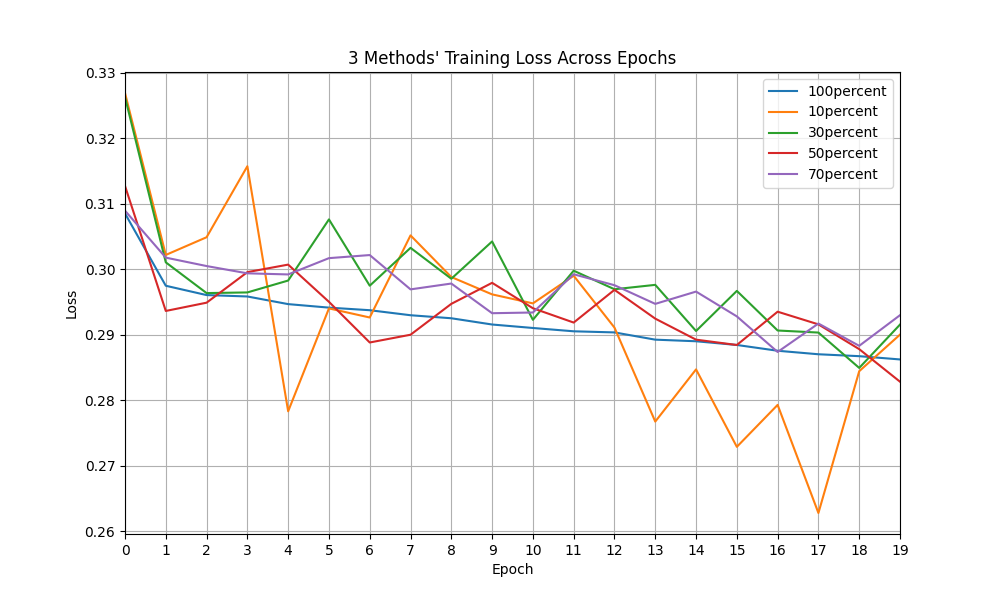 3 Methods' Training Loss Across Epochs
0.33
0.32
0.31
0.30
0.29
0.28
0.27
0.26
Loss
100percent
10percent
30percent
50percent
70percent
0 1 2 3 4 5 6 7 8 9 10 11 12 13 14 15 16 17 18 19
Epoch